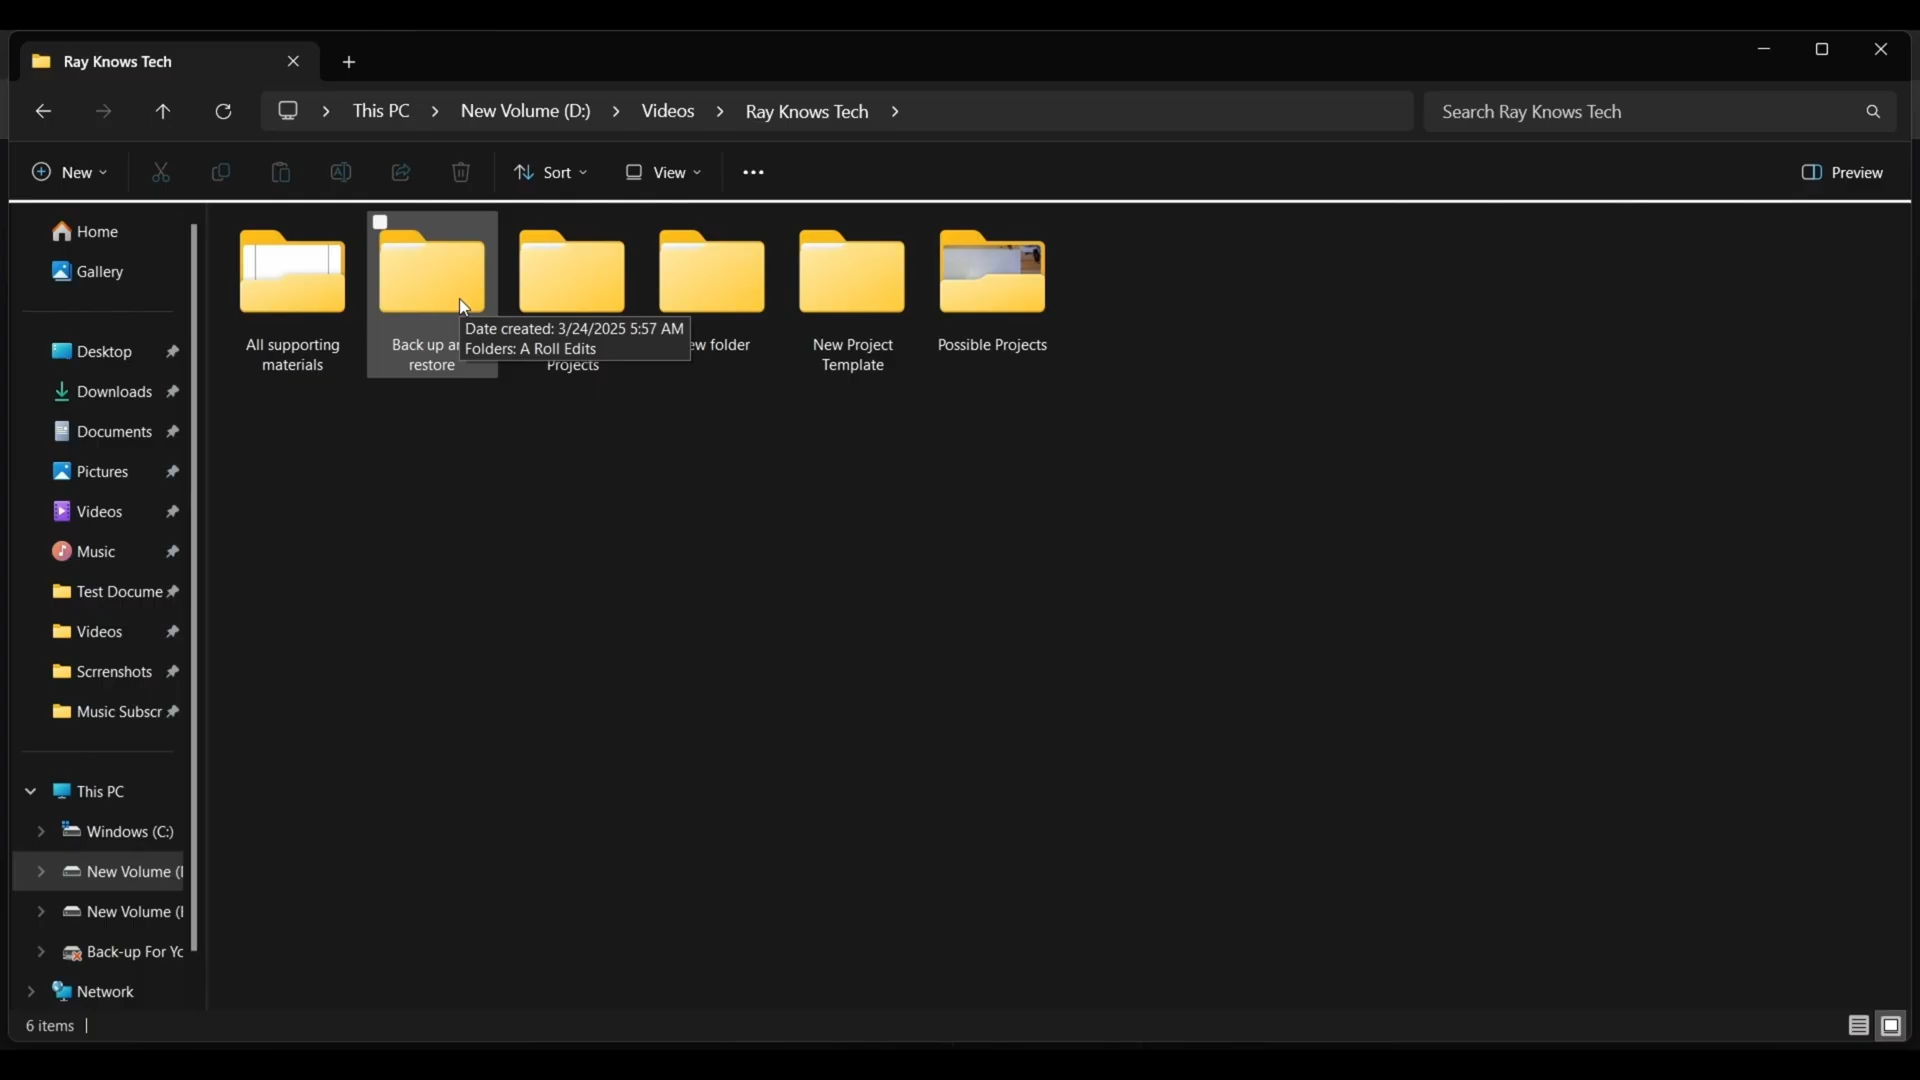 Ray Knows Tech
This PC
New Volume (D:)
Videos
Ray Knows Tech
Search Ray Knows Tech
New
Sort
View
Preview
Home
Gallery
Desktop
Downloads
Documents
Pictures
Videos
Music
Test Docume
Videos
Scrrenshots
Music Subscr
This PC
Windows (C:)
New Volume (
New Volume (
Back-up For Yo
Network
All supporting
materials
Back up
restore
Date created: 3/24/2025 5:57 AM
Folders: A Roll Edits
Projects
ew folder
New Project
Template
Possible Projects
6 items